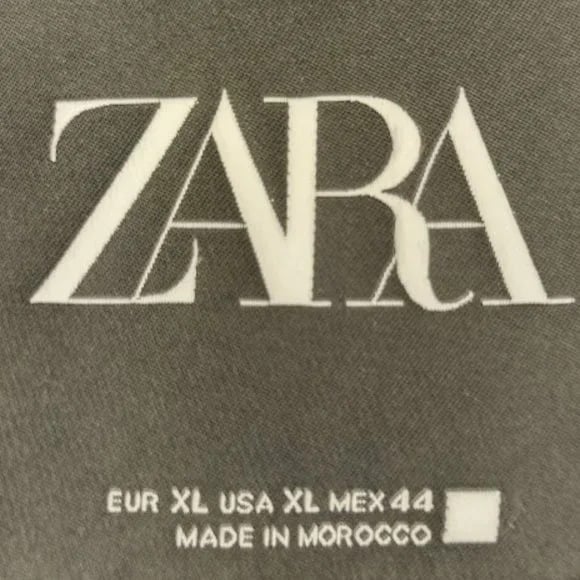 ZARA
EUR XL USA XL MEX 44
MADE IN MOROCCO